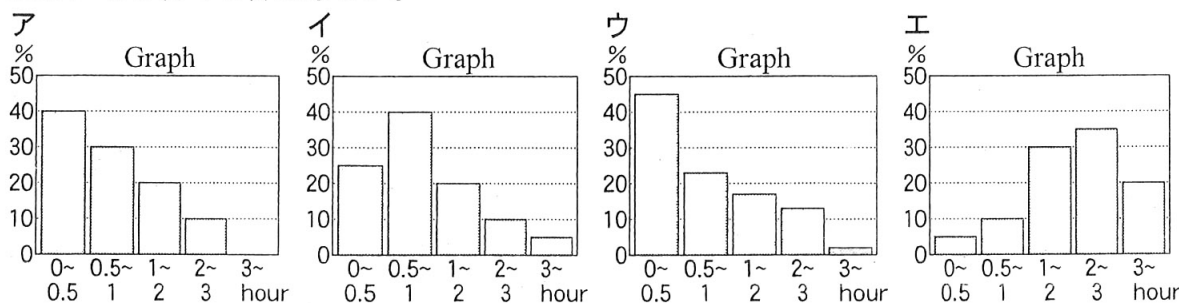 ア イ ウ エ
% Graph % Graph % Graph % Graph
50 50 50 50
40 40 40 40
30 30 30 30
20 20 20 20
10 10 10 10
0 0 0 0
0~ 0.5~ 1~ 2~ 3~ 0~ 0.5~ 1~ 2~ 3~ 0~ 0.5~ 1~ 2~ 3~ 0~ 0.5~ 1~ 2~ 3~
0.5 1 2 3 hour 0.5 1 2 3 hour 0.5 1 2 3 hour 0.5 1 2 3 hour